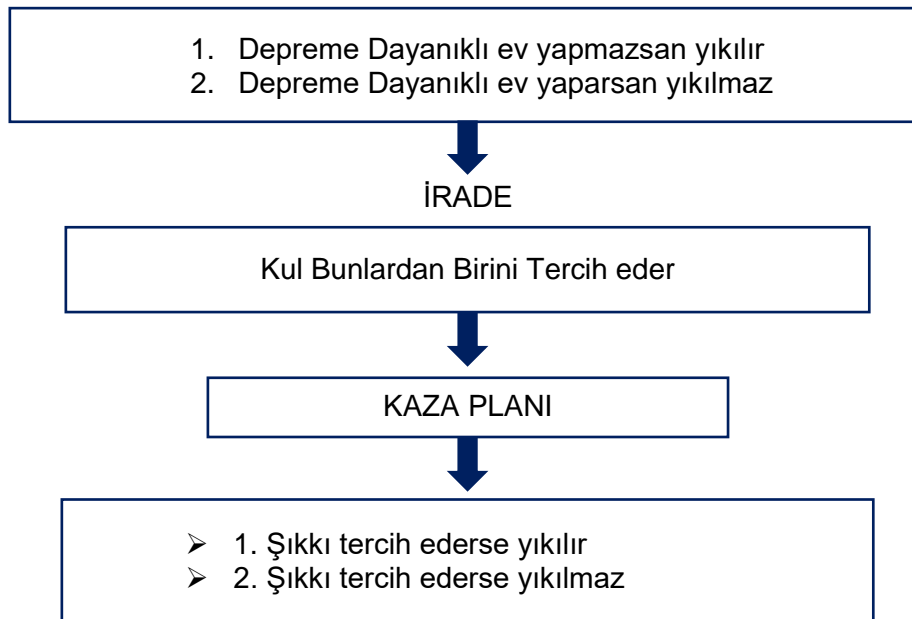 1. Depreme Dayanıklı ev yapmazsan yıkılır
2. Depreme Dayanıklı ev yaparsan yıkılmaz
İRADE
Kul Bunlardan Birini Tercih eder
KAZA PLANI
➢ 1. Şıkkı tercih ederse yıkılır
➢ 2. Şıkkı tercih ederse yıkılmaz